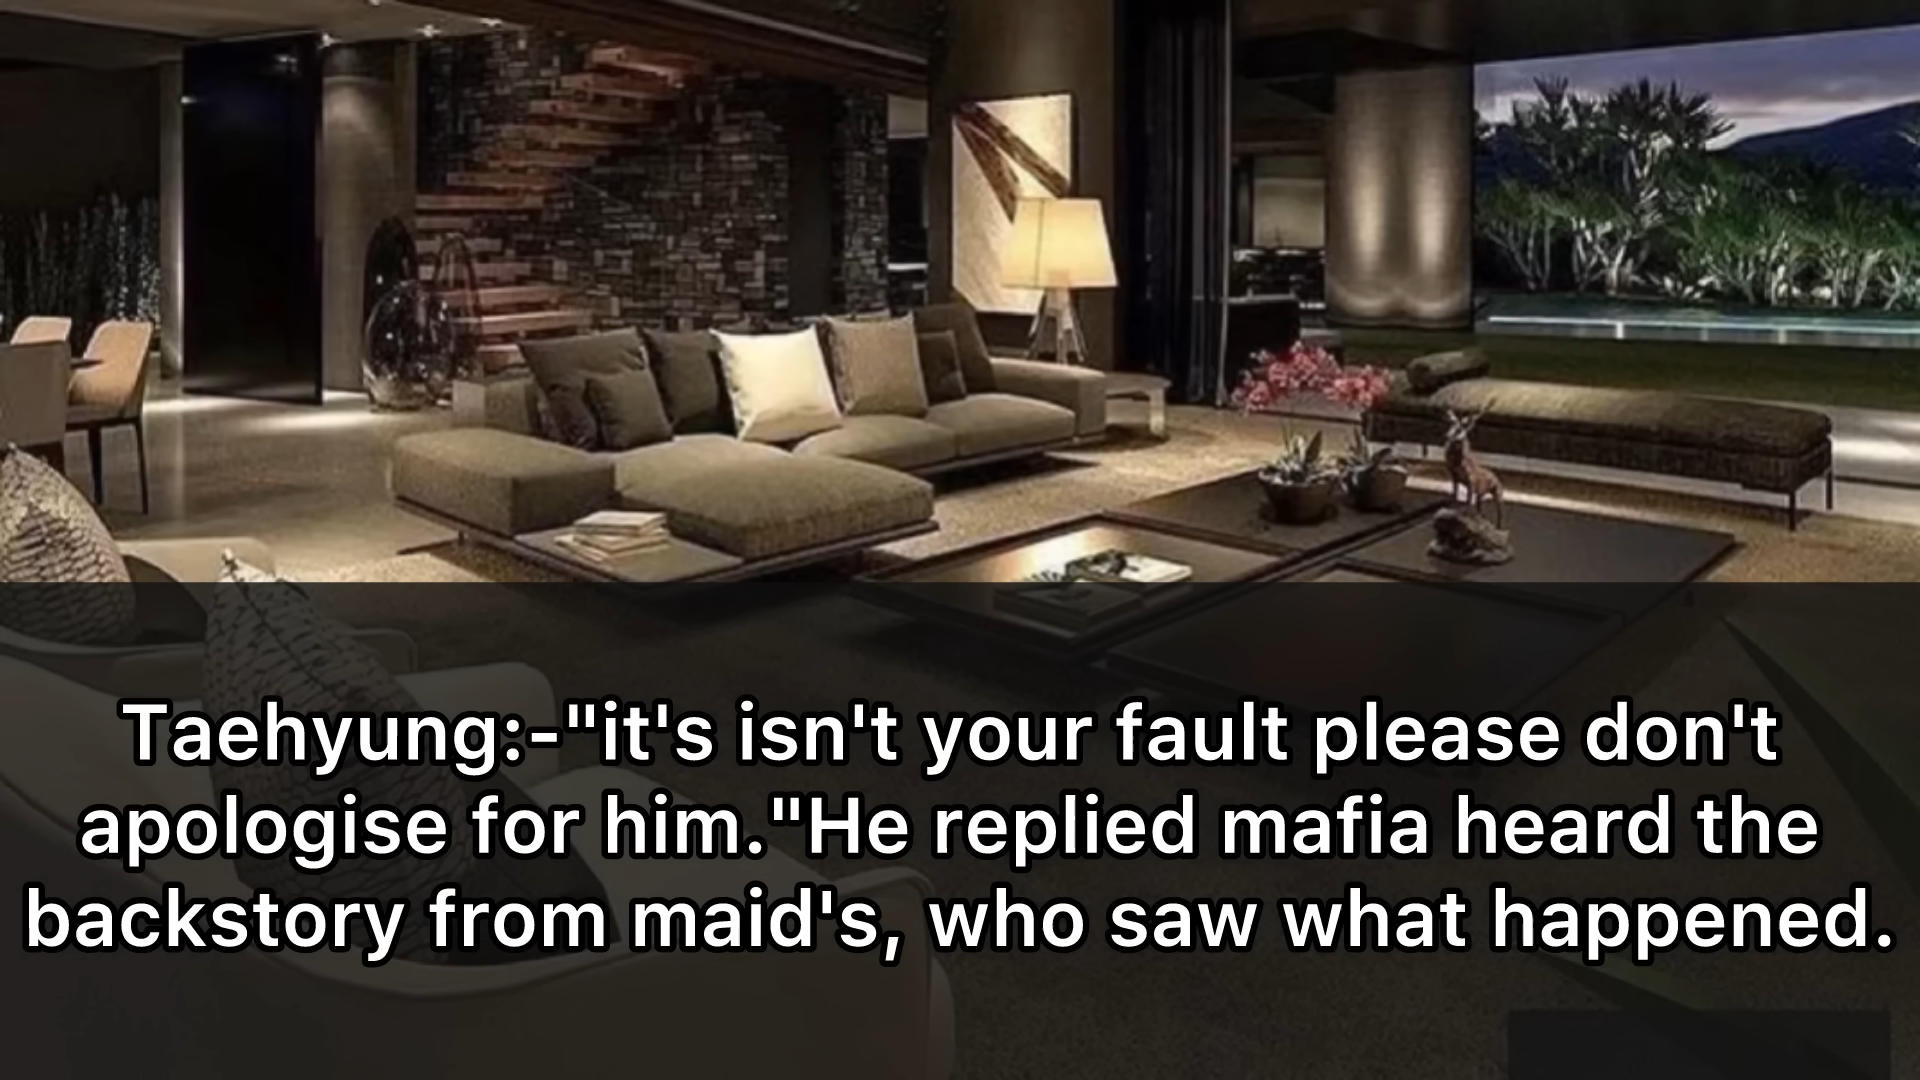 Taehyung:-"it's isn't your fault please don't
apologise for him."He replied mafia heard the
backstory from maid's, who saw what happened.